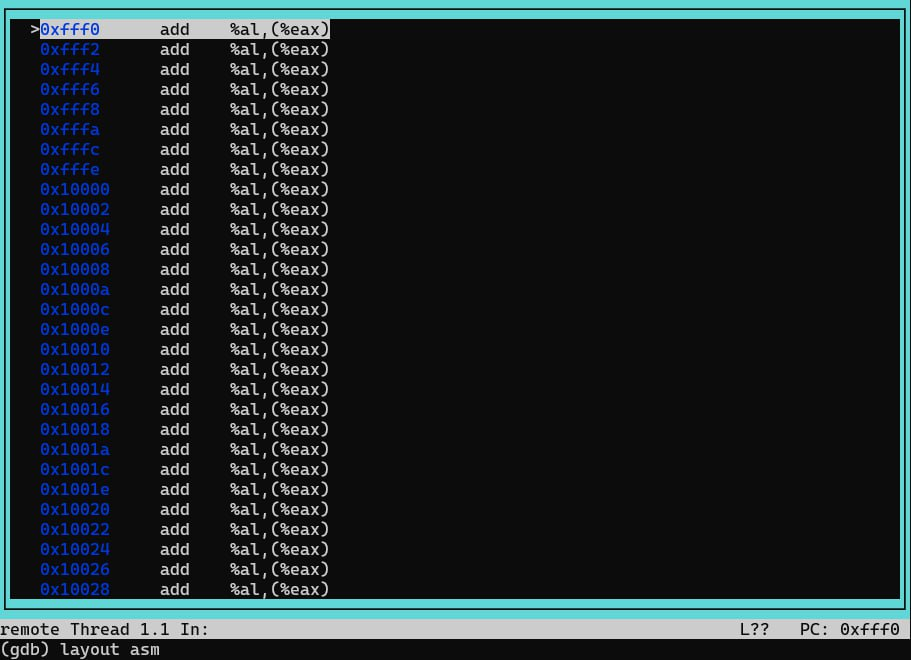 >0xfff0      add    %al,(%eax)
0xfff2      add    %al,(%eax)
0xfff4      add    %al,(%eax)
0xfff6      add    %al,(%eax)
0xfff8      add    %al,(%eax)
0xfffa      add    %al,(%eax)
0xfffc      add    %al,(%eax)
0xfffe      add    %al,(%eax)
0x10000     add    %al,(%eax)
0x10002     add    %al,(%eax)
0x10004     add    %al,(%eax)
0x10006     add    %al,(%eax)
0x10008     add    %al,(%eax)
0x1000a     add    %al,(%eax)
0x1000c     add    %al,(%eax)
0x1000e     add    %al,(%eax)
0x10010     add    %al,(%eax)
0x10012     add    %al,(%eax)
0x10014     add    %al,(%eax)
0x10016     add    %al,(%eax)
0x10018     add    %al,(%eax)
0x1001a     add    %al,(%eax)
0x1001c     add    %al,(%eax)
0x1001e     add    %al,(%eax)
0x10020     add    %al,(%eax)
0x10022     add    %al,(%eax)
0x10024     add    %al,(%eax)
0x10026     add    %al,(%eax)
0x10028     add    %al,(%eax)
remote Thread 1.1 In:                                                     L??   PC: 0xfff0
(gdb) layout asm